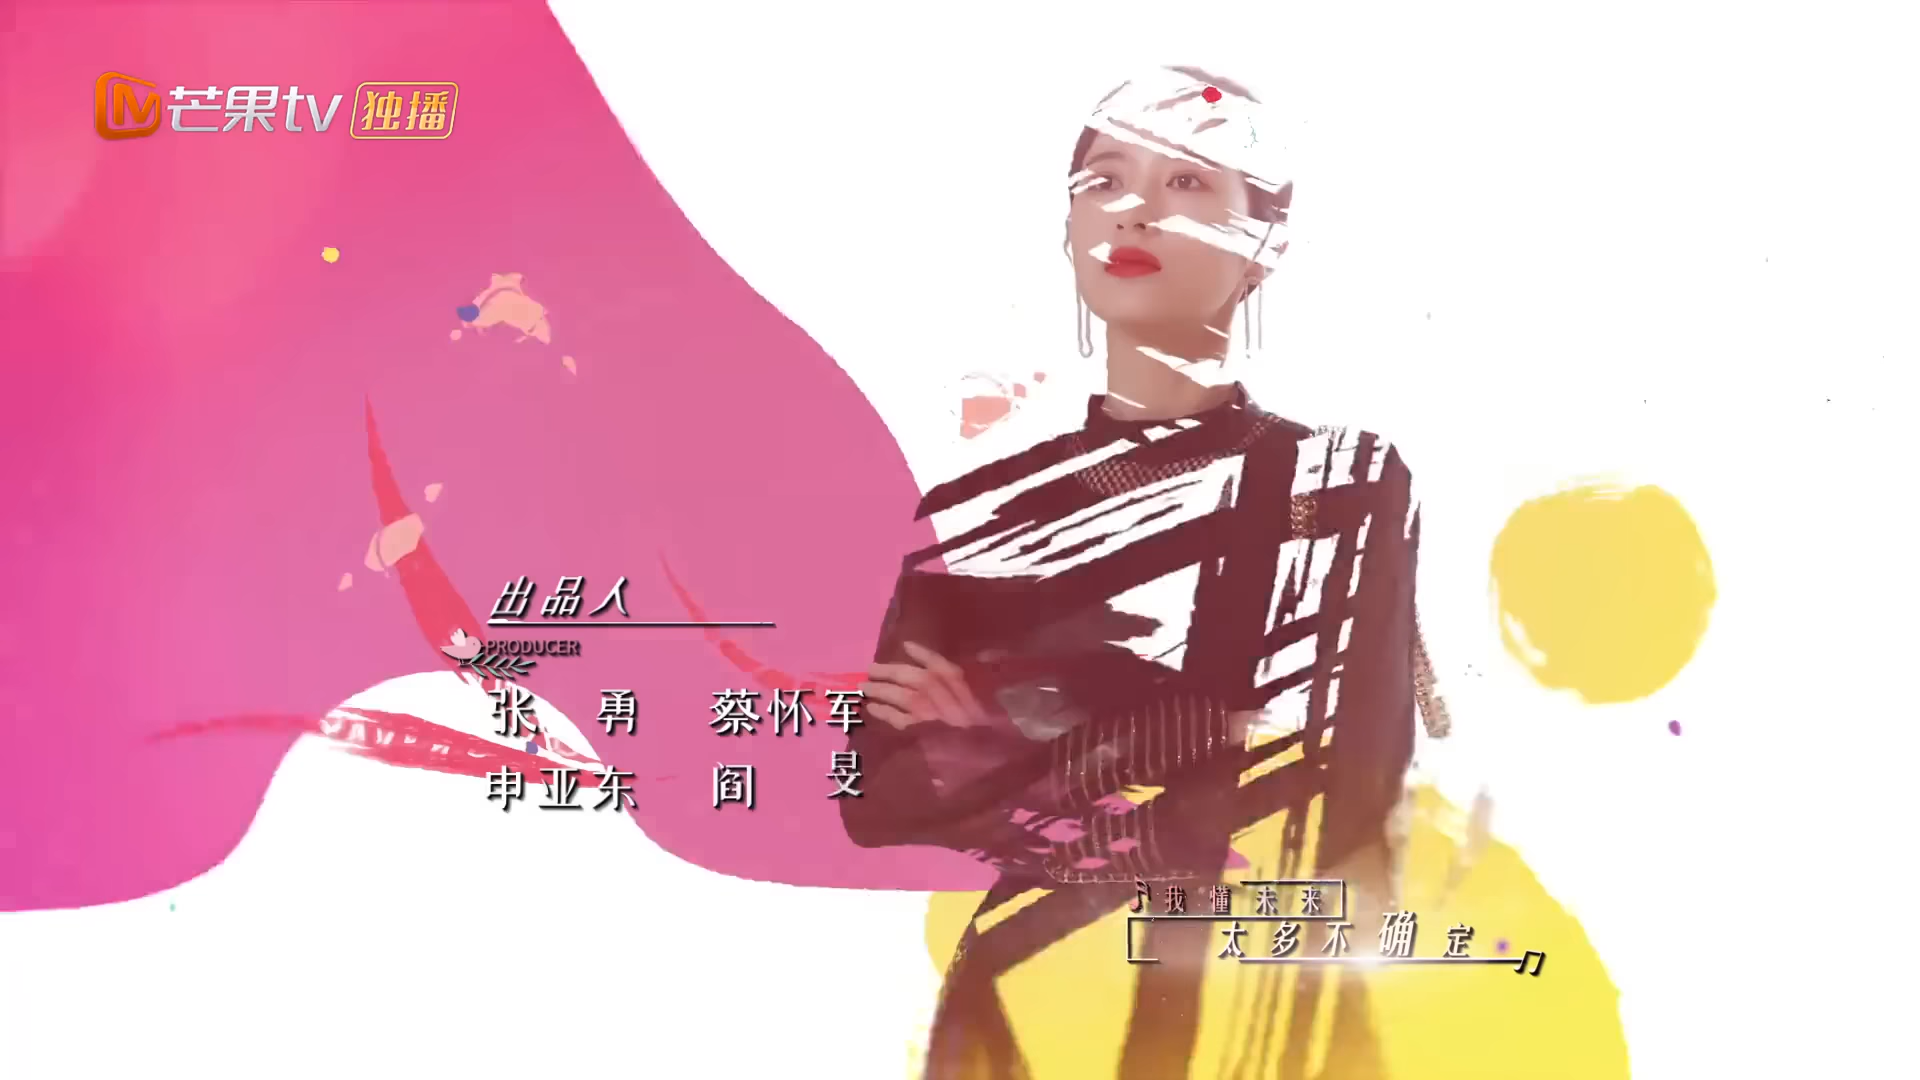 芒果tv 独播
出品人
PRODUCER
张勇 蔡怀军
申亚东 阎旻
我懂未来
太多不确定